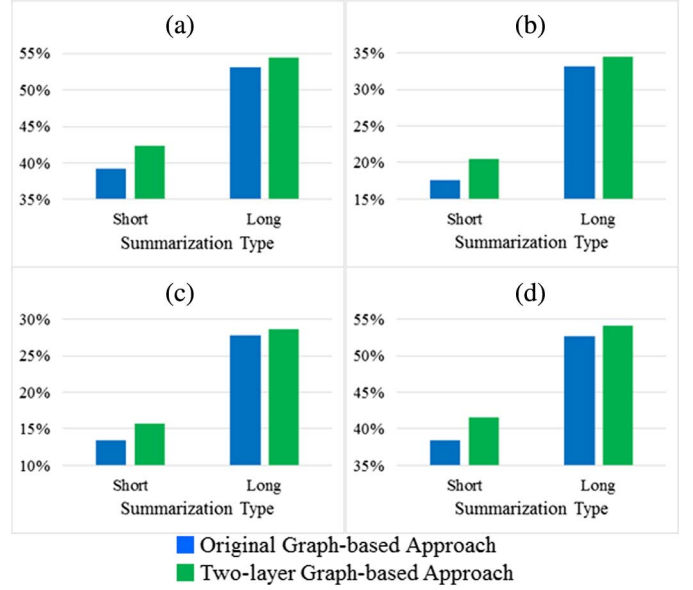 (a)
55%
50%
45%
40%
35%
Short Long
Summarization Type
(b)
35%
30%
25%
20%
15%
Short Long
Summarization Type
(c)
30%
25%
20%
15%
10%
Short Long
Summarization Type
(d)
55%
50%
45%
40%
35%
Short Long
Summarization Type
Original Graph-based Approach
Two-layer Graph-based Approach